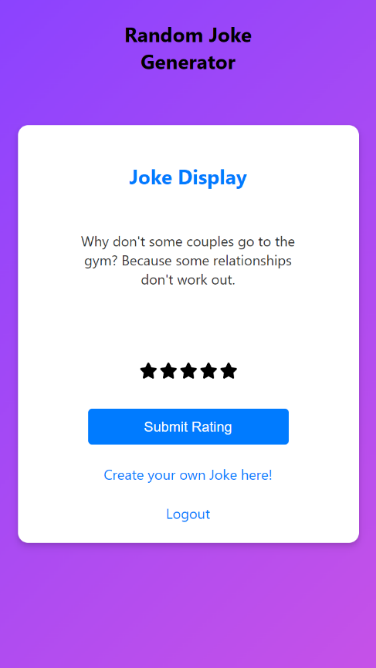 Random Joke
Generator
Joke Display
Why don't some couples go to the
gym? Because some relationships
don't work out.
Submit Rating
Create your own Joke here!
Logout